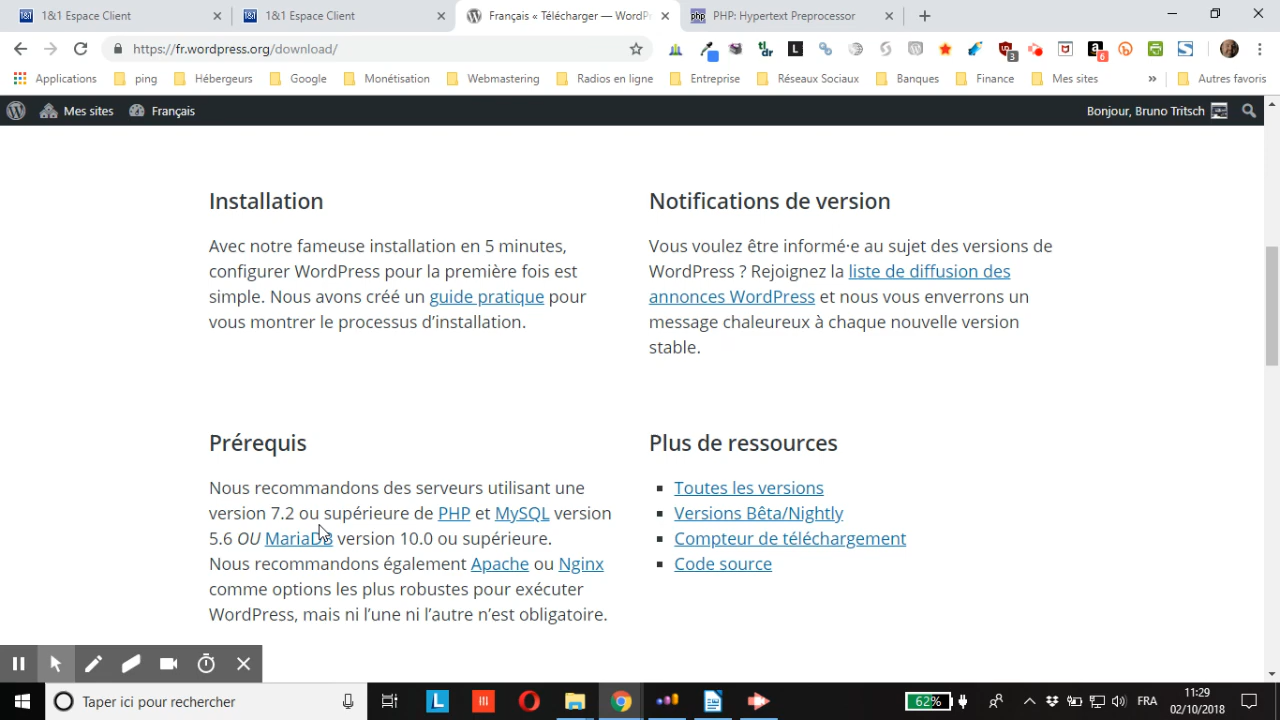 1&1 Espace Client
1&1 Espace Client
Français « Télécharger — WordP
PHP: Hypertext Preprocessor
https://fr.wordpress.org/download/
Applications
ping
Hébergeurs
Google
Monétisation
Webmastering
Radios en ligne
Entreprise
Réseaux Sociaux
Banques
Finance
Mes sites
»
Autres favoris
Mes sites
Français
Bonjour, Bruno Tritsch
Installation
Avec notre fameuse installation en 5 minutes,
configurer WordPress pour la première fois est
simple. Nous avons créé un guide pratique pour
vous montrer le processus d’installation.
Notifications de version
Vous voulez être informé·e au sujet des versions de
WordPress ? Rejoignez la liste de diffusion des
annonces WordPress et nous vous enverrons un
message chaleureux à chaque nouvelle version
stable.
Prérequis
Nous recommandons des serveurs utilisant une
version 7.2 ou supérieure de PHP et MySQL version
5.6 OU MariaDB version 10.0 ou supérieure.
Nous recommandons également Apache ou Nginx
comme options les plus robustes pour exécuter
WordPress, mais ni l’une ni l’autre n’est obligatoire.
Plus de ressources
Toutes les versions
Versions Bêta/Nightly
Compteur de téléchargement
Code source
Taper ici pour rechercher
62%
FRA
11:29
02/10/2018